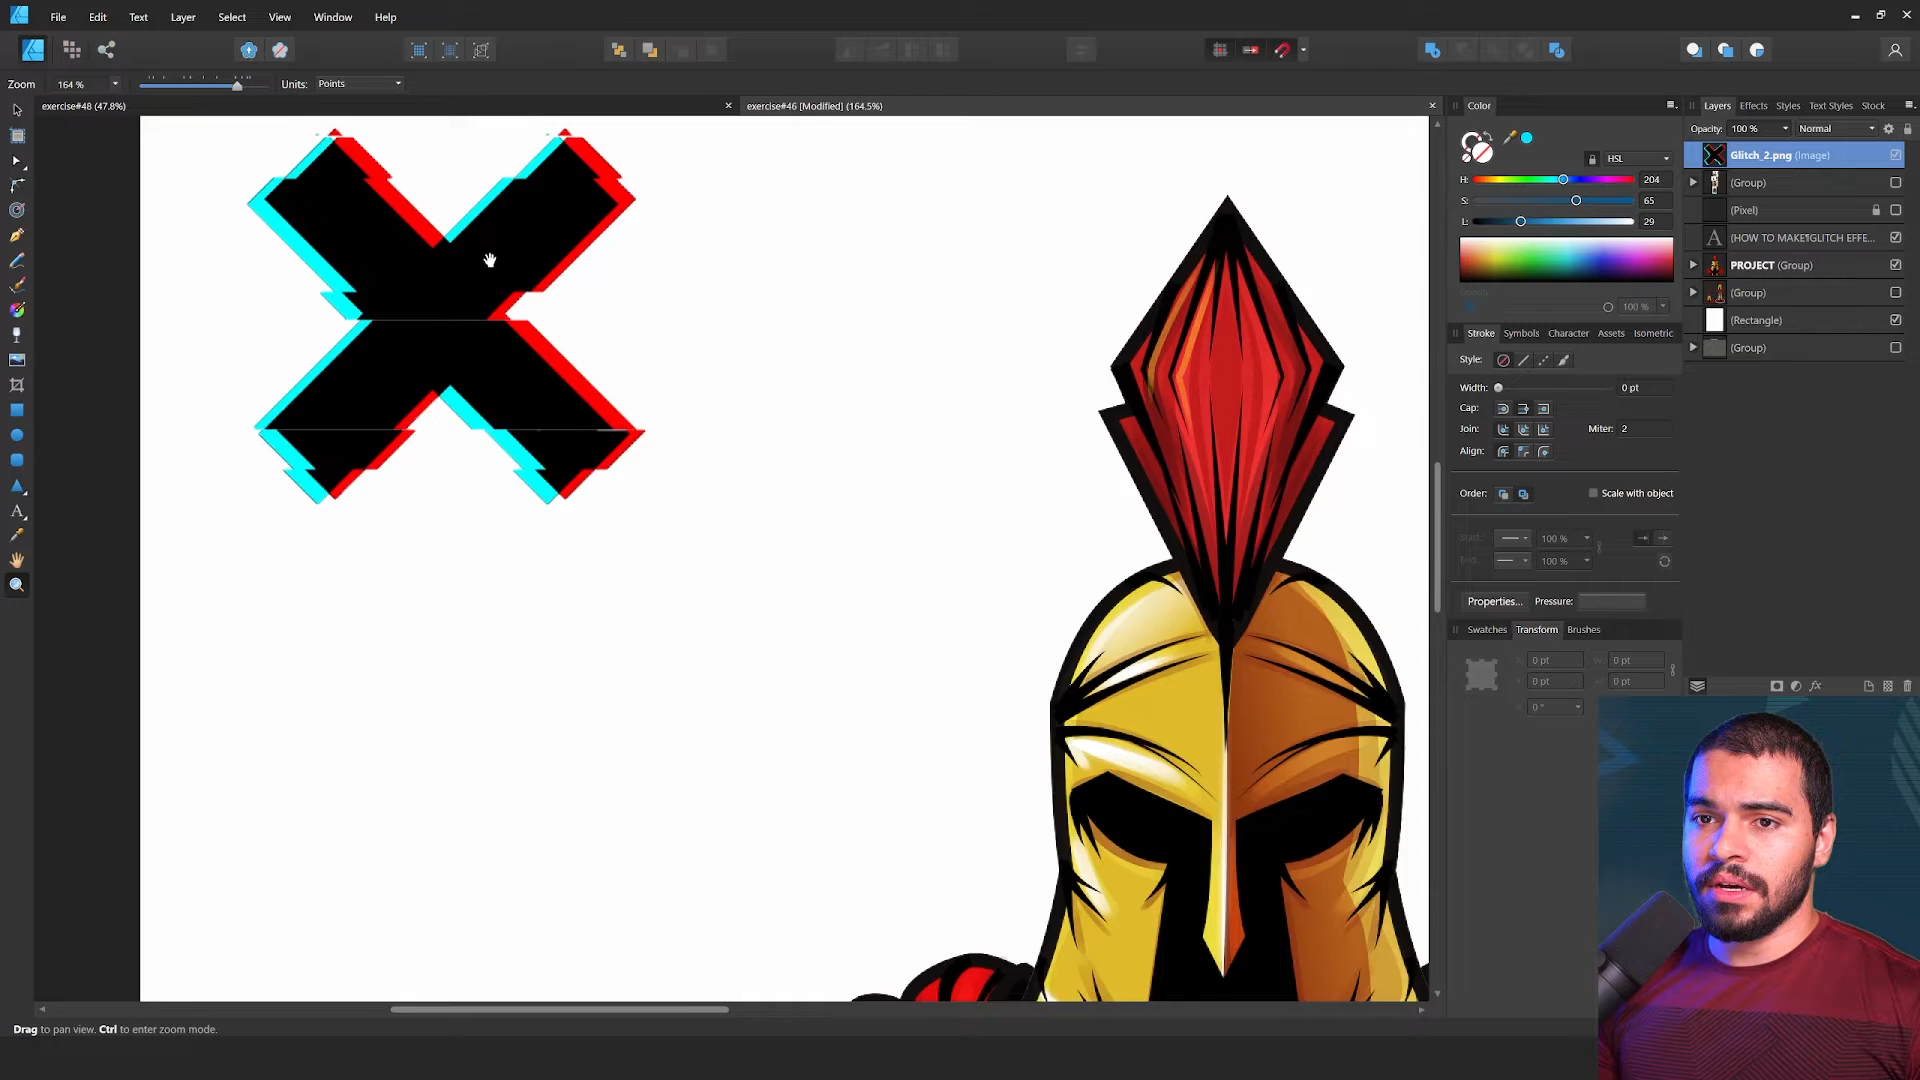 File Edit Text Layer Select View Window Help
Zoom 164 % Units: Points
exercise#48 (47.8%)
exercise#46 [Modified] (164.5%)
Color
HSL
H: 204
S: 65
L: 29
Opacity
100 %
Stroke Symbols Character Assets Isometric
Style:
Width: 0 pt
Cap:
Join: Miter: 2
Align:
Order: Scale with object
Start: 100 %
End: 100 %
Properties... Pressure:
Swatches Transform Brushes
X: 0 pt W: 0 pt
Y: 0 pt H: 0 pt
0 °
Layers Effects Styles Text Styles Stock
Opacity: 100 % Normal
Glitch_2.png (Image)
(Group)
(Pixel)
A (HOW TO MAKE¶GLITCH EFFE...
PROJECT (Group)
(Group)
(Rectangle)
(Group)
fx
Drag to pan view. Ctrl to enter zoom mode.